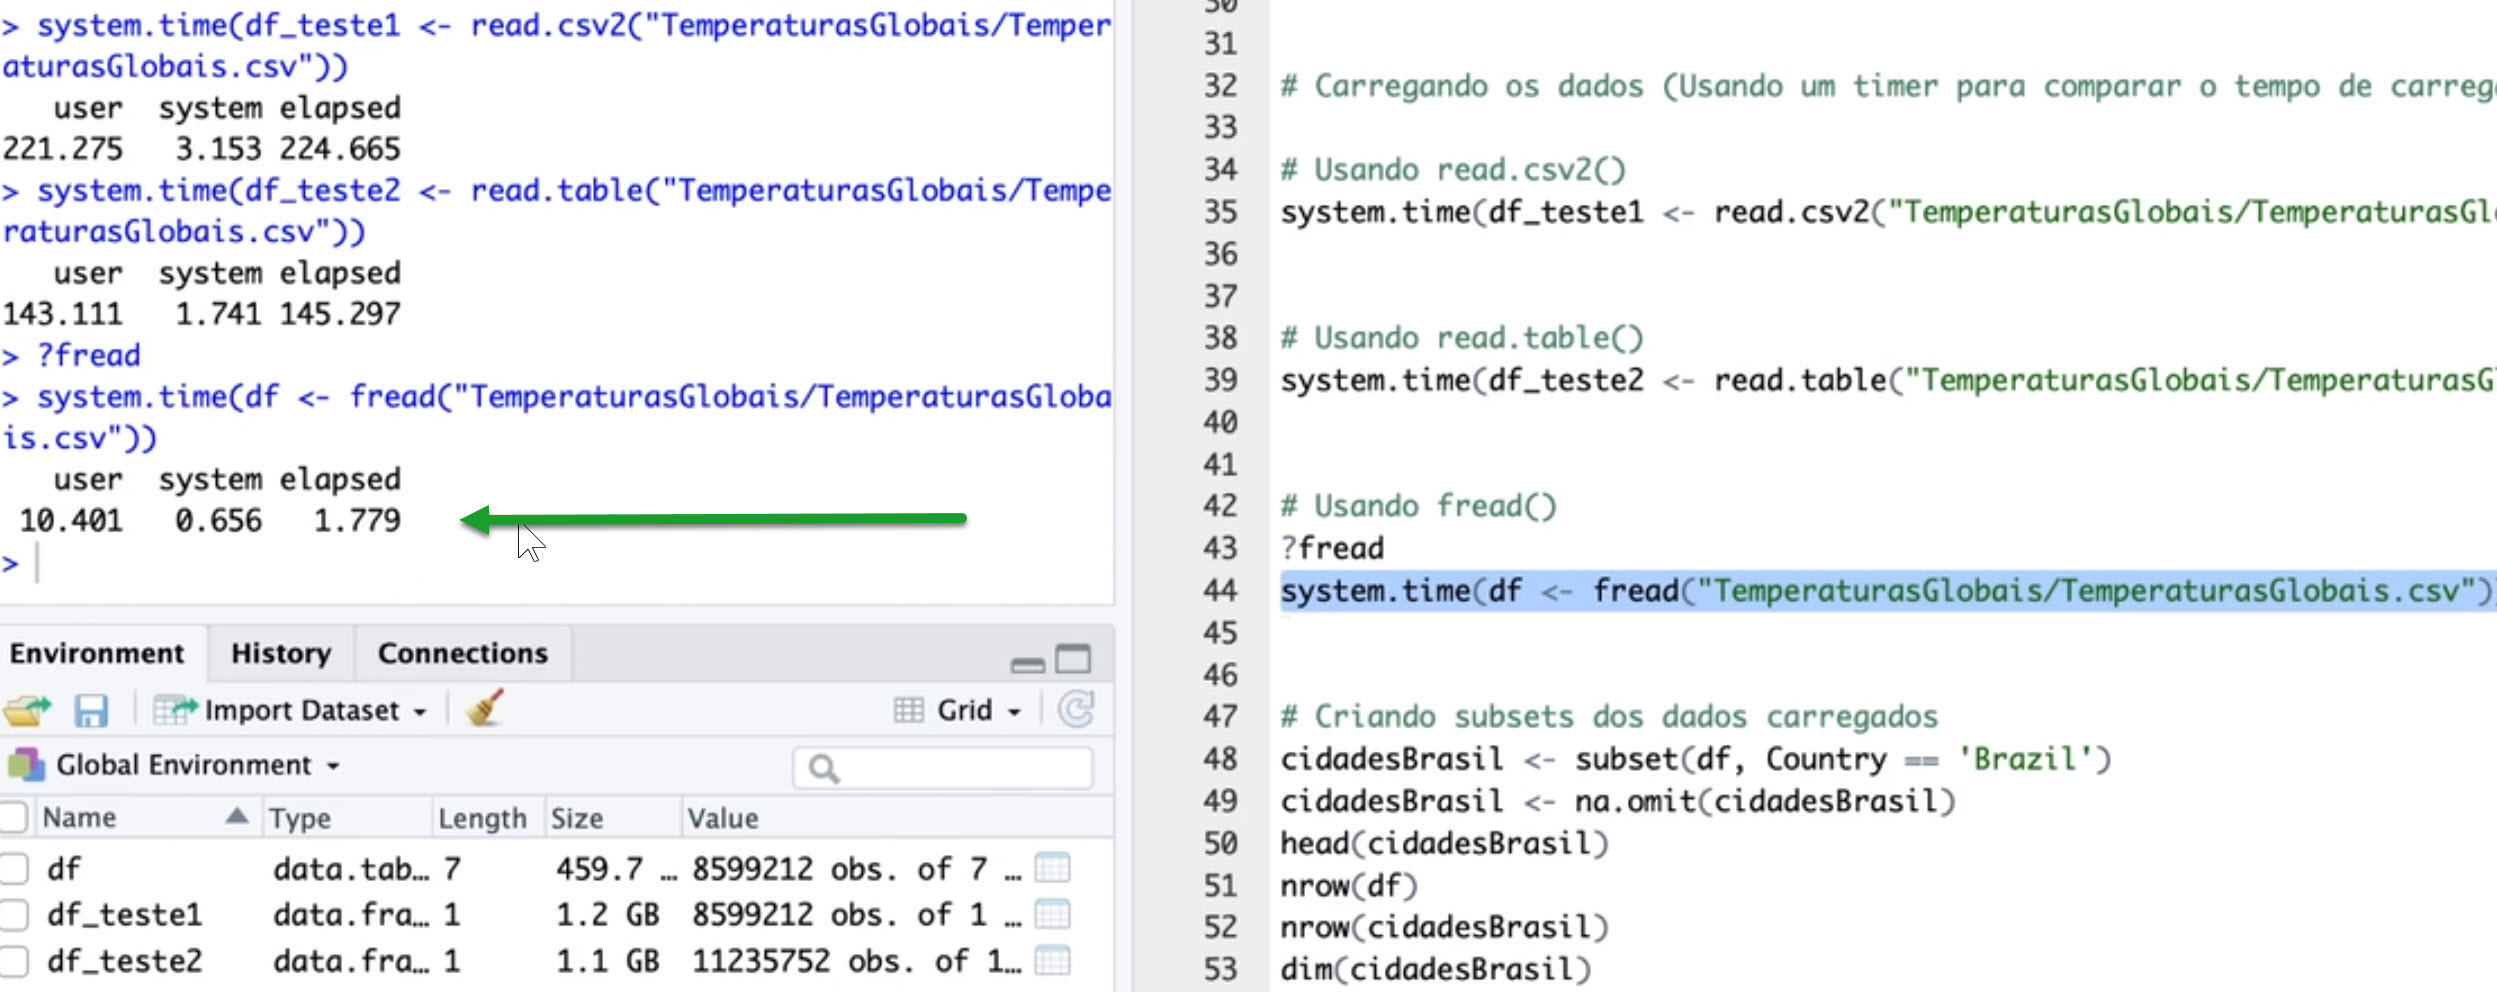 > system.time(df_teste1 <- read.csv2("TemperaturasGlobais/Temper
aturasGlobais.csv"))
user system elapsed
221.275 3.153 224.665
> system.time(df_teste2 <- read.table("TemperaturasGlobais/Tempe
raturasGlobais.csv"))
user system elapsed
143.111 1.741 145.297
> ?fread
> system.time(df <- fread("TemperaturasGlobais/TemperaturasGloba
is.csv"))
user system elapsed
10.401 0.656 1.779
>
Environment History Connections
Import Dataset Grid
Global Environment
Name Type Length Size Value
df data.tab... 7 459.7 ... 8599212 obs. of 7 ...
df_teste1 data.fra... 1 1.2 GB 8599212 obs. of 1 ...
df_teste2 data.fra... 1 1.1 GB 11235752 obs. of 1...
30
31
32 # Carregando os dados (Usando um timer para comparar o tempo de carreg
33
34 # Usando read.csv2()
35 system.time(df_teste1 <- read.csv2("TemperaturasGlobais/TemperaturasGl
36
37
38 # Usando read.table()
39 system.time(df_teste2 <- read.table("TemperaturasGlobais/TemperaturasG
40
41
42 # Usando fread()
43 ?fread
44 system.time(df <- fread("TemperaturasGlobais/TemperaturasGlobais.csv")
45
46
47 # Criando subsets dos dados carregados
48 cidadesBrasil <- subset(df, Country == 'Brazil')
49 cidadesBrasil <- na.omit(cidadesBrasil)
50 head(cidadesBrasil)
51 nrow(df)
52 nrow(cidadesBrasil)
53 dim(cidadesBrasil)